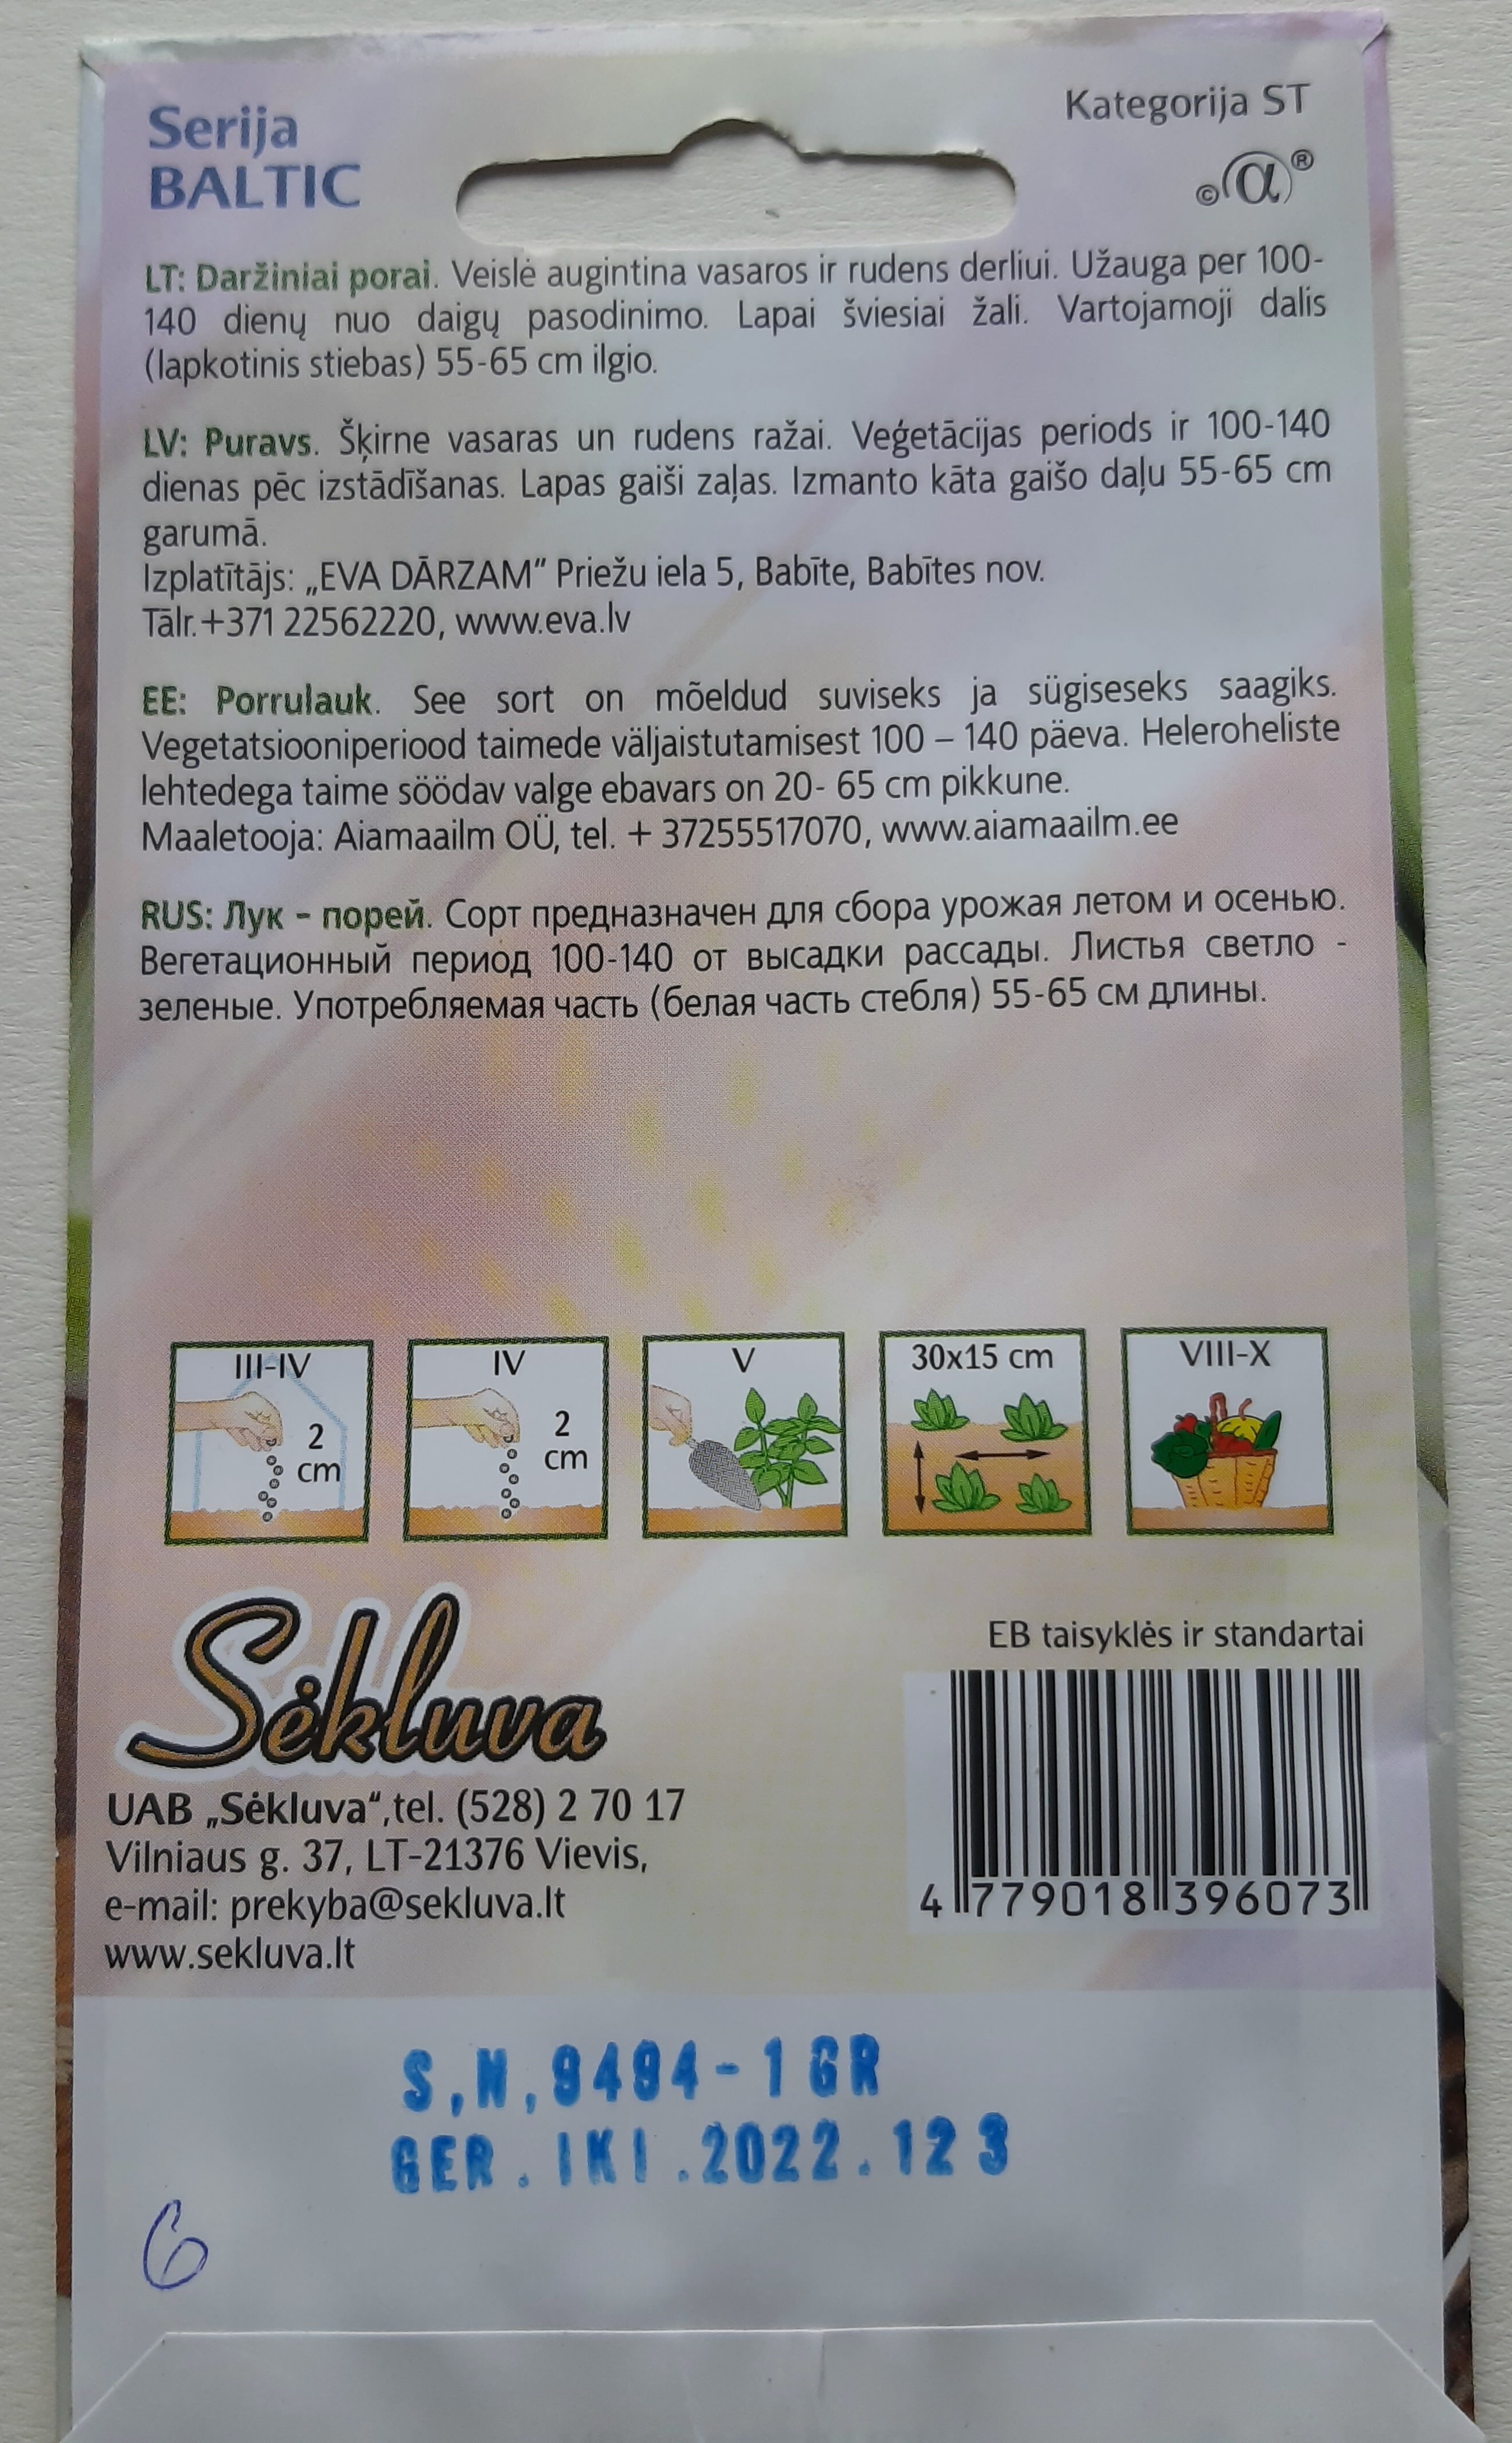 Serija
BALTIC
Kategorija ST
©α®
LT: Daržiniai porai. Veislė augintina vasaros ir rudens derliui. Užauga per 100-
140 dienų nuo daigų pasodinimo. Lapai šviesiai žali. Vartojamoji dalis
(lapkotinis stiebas) 55-65 cm ilgio.
LV: Puravs. Šķirne vasaras un rudens ražai. Veģetācijas periods ir 100-140
dienas pēc izstādīšanas. Lapas gaiši zaļas. Izmanto kāta gaišo daļu 55-65 cm
garumā.
Izplatītājs: „EVA DĀRZAM“ Priežu iela 5, Babīte, Babītes nov.
Tālr.+371 22562220, www.eva.lv
EE: Porrulauk. See sort on mõeldud suviseks ja sügiseseks saagiks.
Vegetatsiooniperiood taimede väljaistutamisest 100 – 140 päeva. Heleroheliste
lehtedega taime söödav valge ebavars on 20- 65 cm pikkune.
Maaletooja: Aiamaailm OÜ, tel. + 37255517070, www.aiamaailm.ee
RUS: Лук - порей. Сорт предназначен для сбора урожая летом и осенью.
Вегетационный период 100-140 от высадки рассады. Листья светло -
зеленые. Употребляемая часть (белая часть стебля) 55-65 см длины.
III-IV
2
cm
IV
2
cm
V
30x15 cm
VIII-X
Sėkluva
UAB „Sėkluva“,tel. (528) 2 70 17
Vilniaus g. 37, LT-21376 Vievis,
e-mail: prekyba@sekluva.lt
www.sekluva.lt
EB taisyklės ir standartai
4 779018 396073
S,N,9494-1GR
GER.IKI.2022.123
6